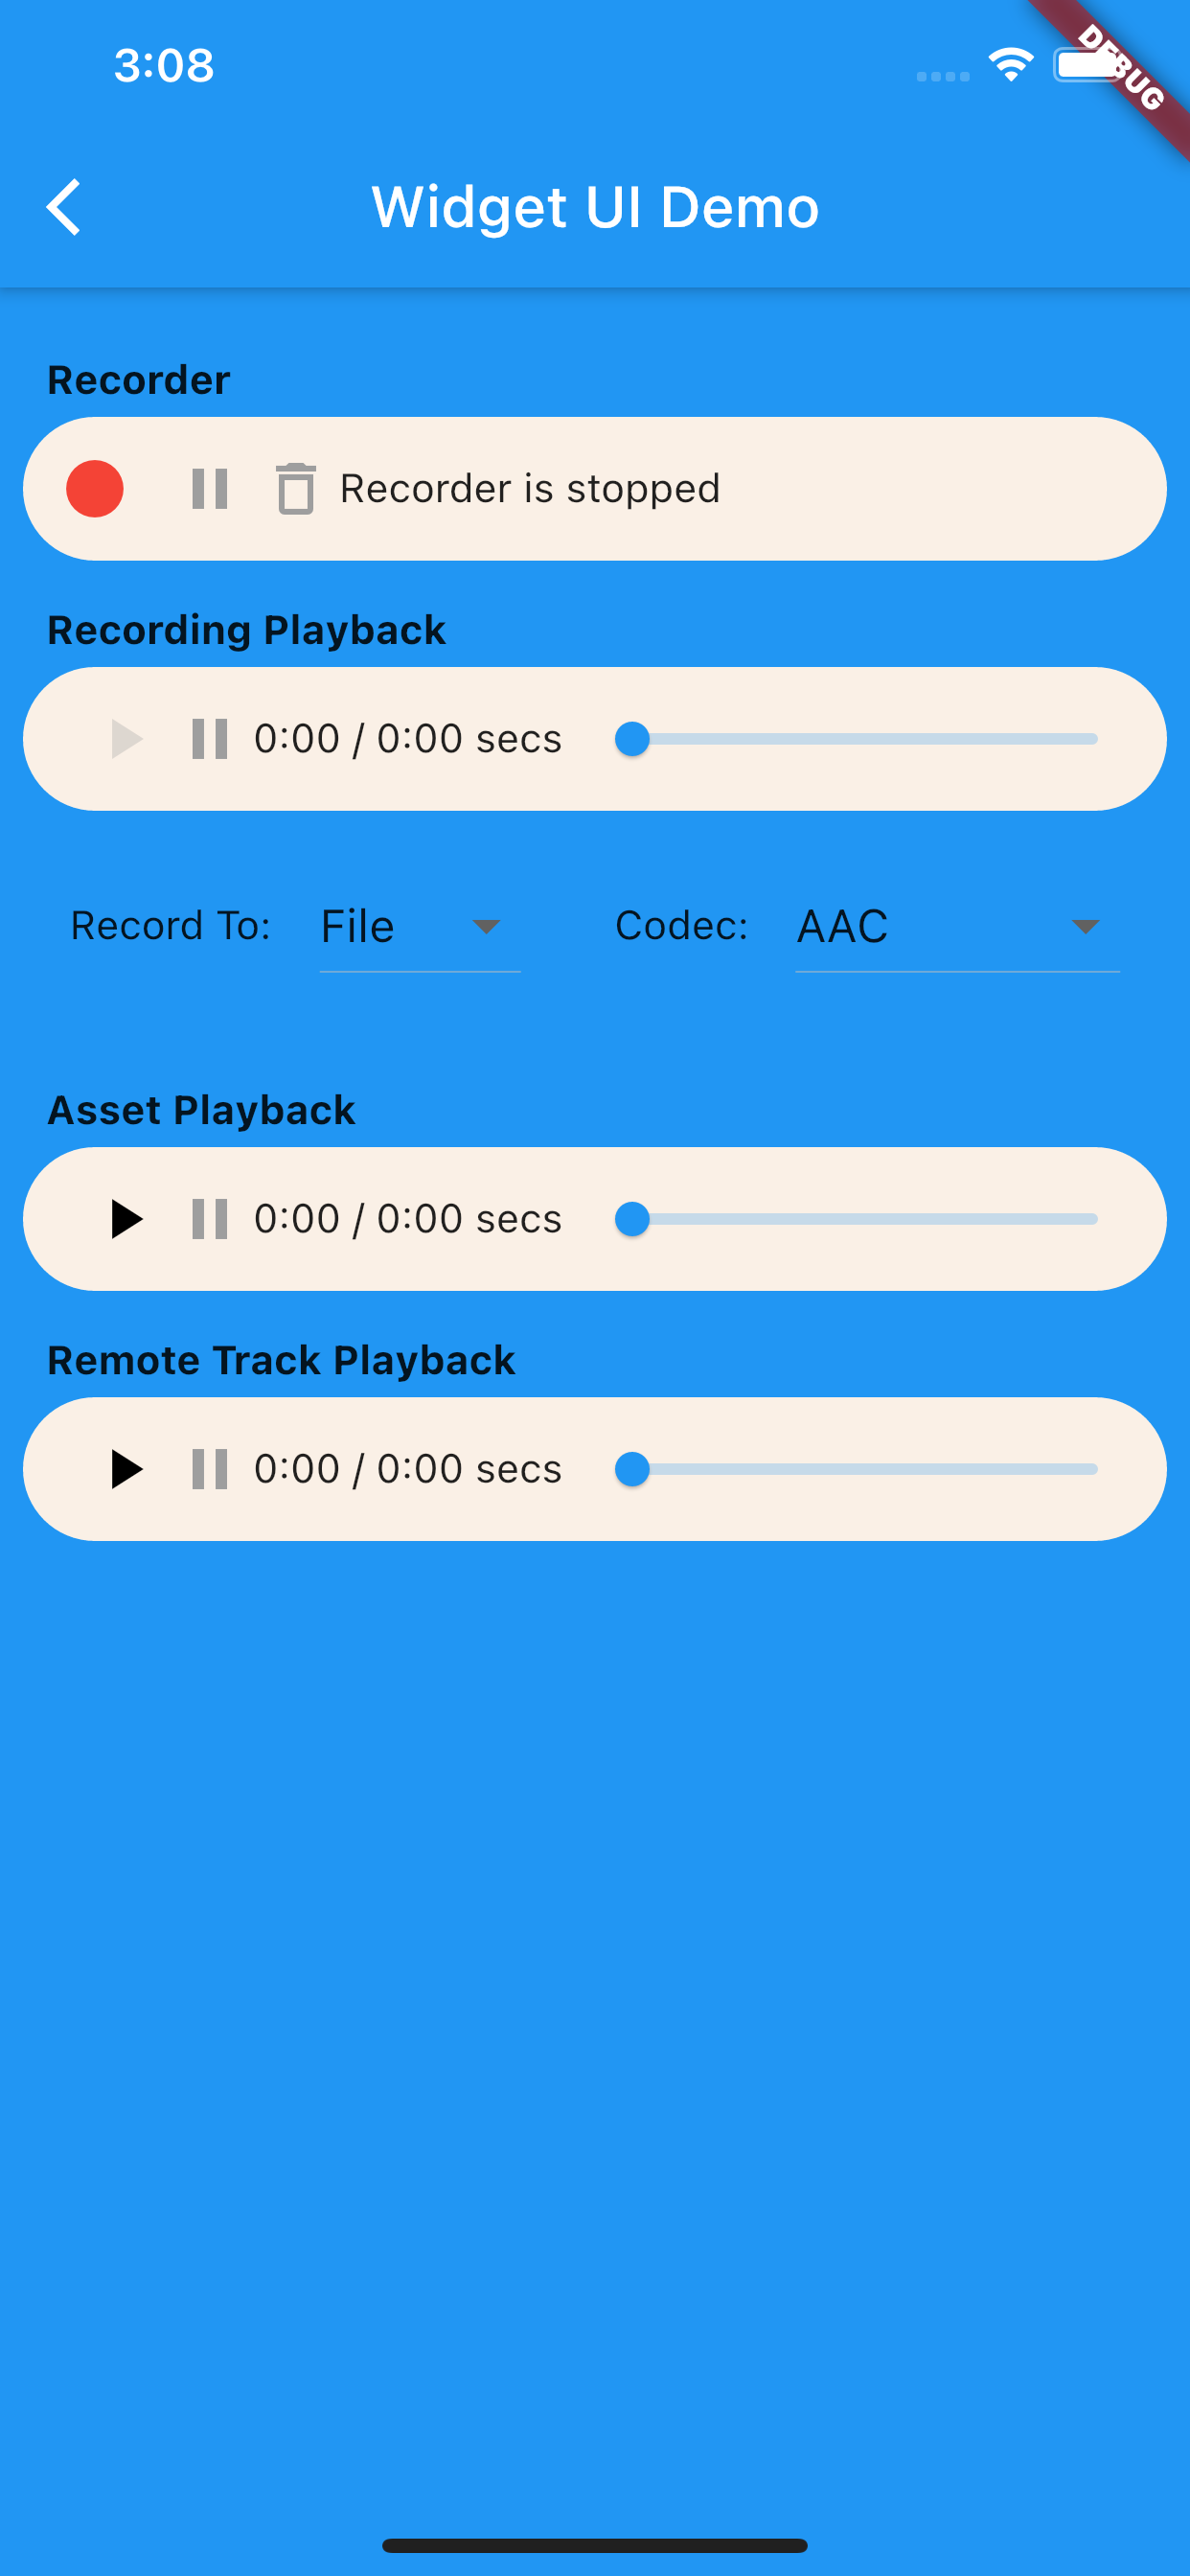 3:08
DEBUG
Widget UI Demo
Recorder
Recorder is stopped
Recording Playback
0:00 / 0:00 secs
Record To: File Codec: AAC
Asset Playback
0:00 / 0:00 secs
Remote Track Playback
0:00 / 0:00 secs